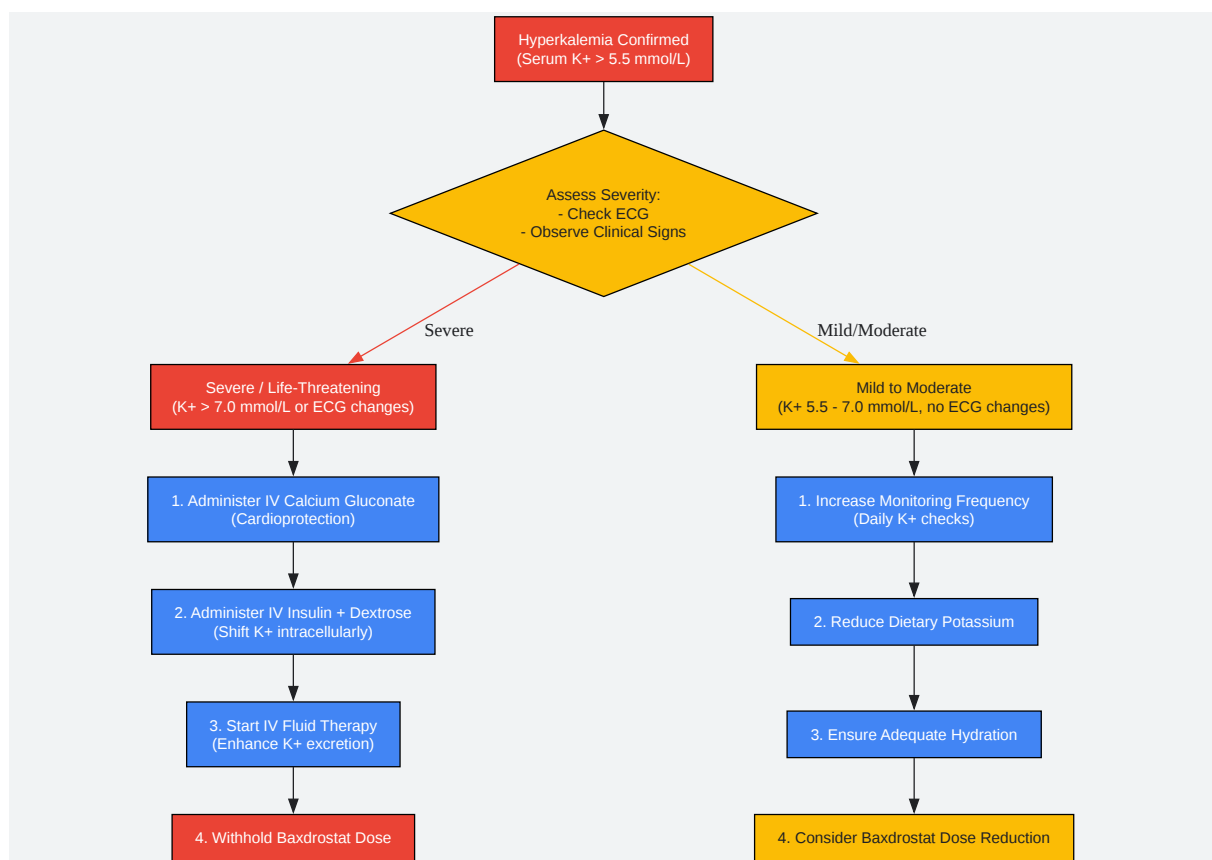 Hyperkalemia Confirmed
(Serum K+ > 5.5 mmol/L)
Assess Severity:
- Check ECG
- Observe Clinical Signs
Severe
Mild/Moderate
Severe / Life-Threatening
(K+ > 7.0 mmol/L or ECG changes)
Mild to Moderate
(K+ 5.5 - 7.0 mmol/L, no ECG changes)
1. Administer IV Calcium Gluconate
(Cardioprotection)
1. Increase Monitoring Frequency
(Daily K+ checks)
2. Administer IV Insulin + Dextrose
(Shift K+ intracellularly)
2. Reduce Dietary Potassium
3. Start IV Fluid Therapy
(Enhance K+ excretion)
3. Ensure Adequate Hydration
4. Withhold Baxdrostat Dose
4. Consider Baxdrostat Dose Reduction